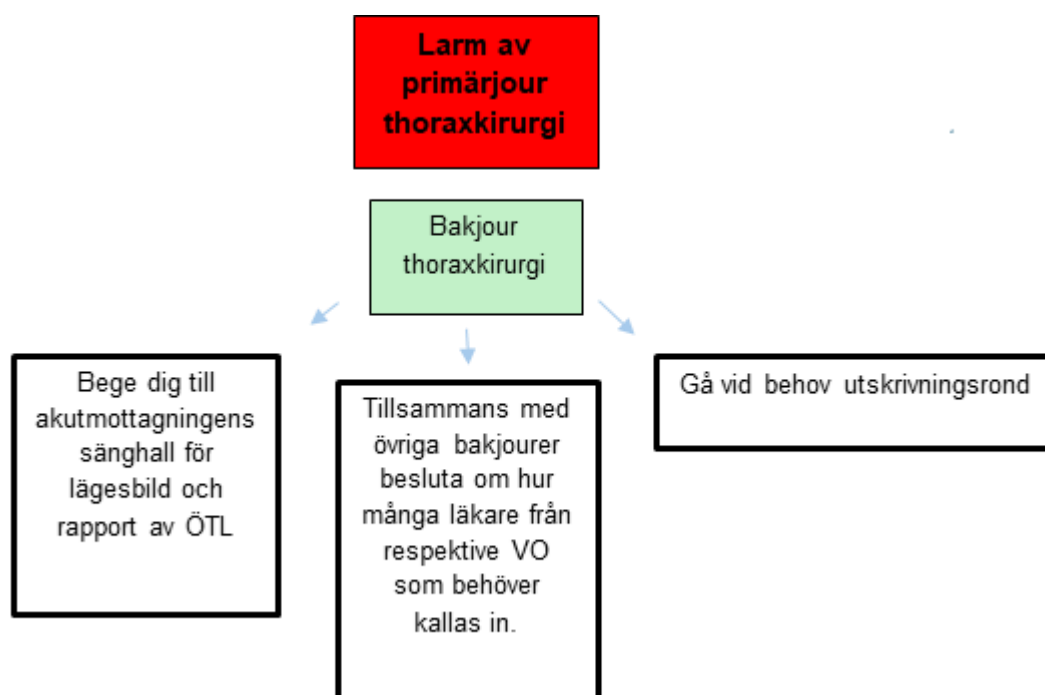 Larm av
primärjour
thoraxkirurgi
Bakjour
thoraxkirurgi
Bege dig till
akutmottagningens
sänghall för
lägesbild och
rapport av ÖTL
Tillsammans med
övriga bakjourer
besluta om hur
många läkare från
respektive VO
som behöver
kallas in.
Gå vid behov utskrivningsrond